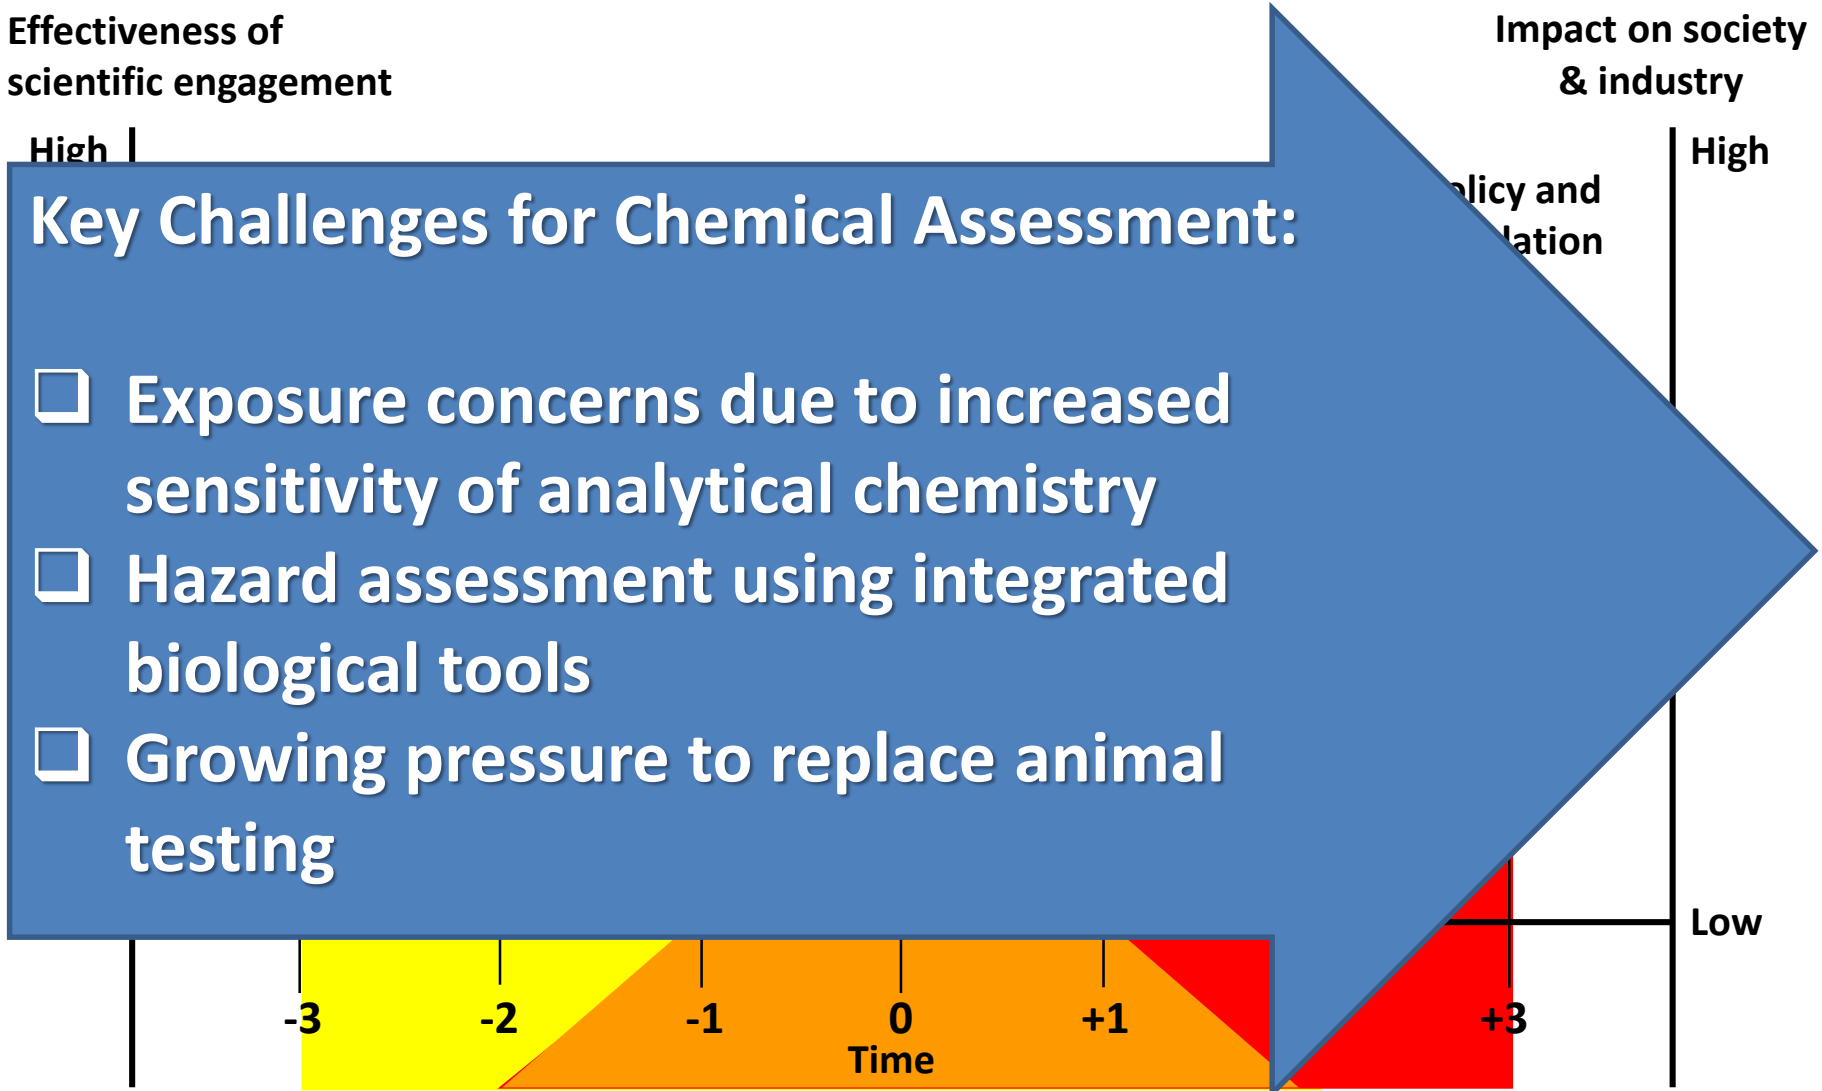 Effectiveness of
scientific engagement
Impact on society
& industry
High
High
and
Key Challenges for Chemical Assessment:
Exposure concerns due to increased
sensitivity of analytical chemistry
Hazard assessment using integrated
biological tools
Growing pressure to replace animal
testing
Low
-3 -2 -1 0 +1 +3
Time